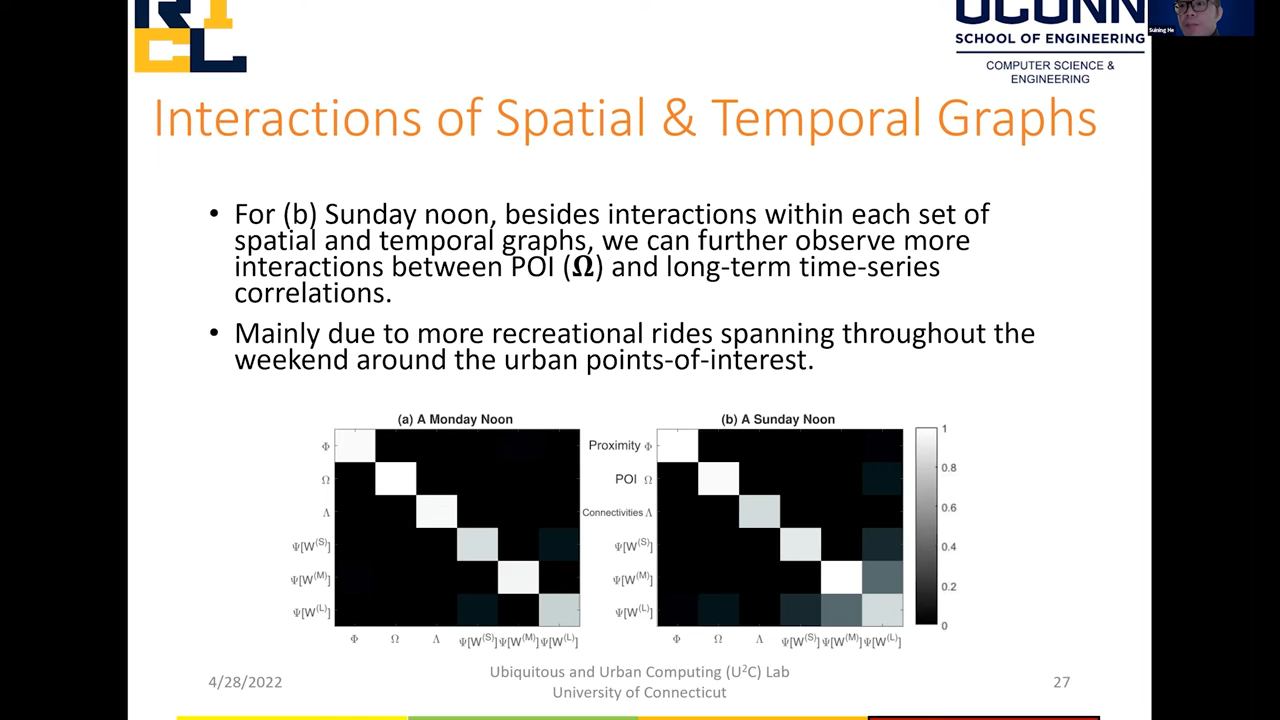 RICL
UCONN
SCHOOL OF ENGINEERING
COMPUTER SCIENCE &
ENGINEERING
Suining He
Interactions of Spatial & Temporal Graphs
• For (b) Sunday noon, besides interactions within each set of
spatial and temporal graphs, we can further observe more
interactions between POI (Ω) and long-term time-series
correlations.
• Mainly due to more recreational rides spanning throughout the
weekend around the urban points-of-interest.
(a) A Monday Noon
Φ
Ω
Λ
Ψ[W(S)]
Ψ[W(M)]
Ψ[W(L)]
Φ Ω Λ Ψ[W(S)] Ψ[W(M)] Ψ[W(L)]
(b) A Sunday Noon
Proximity Φ
POI Ω
Connectivities Λ
Ψ[W(S)]
Ψ[W(M)]
Ψ[W(L)]
Φ Ω Λ Ψ[W(S)] Ψ[W(M)] Ψ[W(L)]
1
0.8
0.6
0.4
0.2
0
4/28/2022
Ubiquitous and Urban Computing (U²C) Lab
University of Connecticut
27